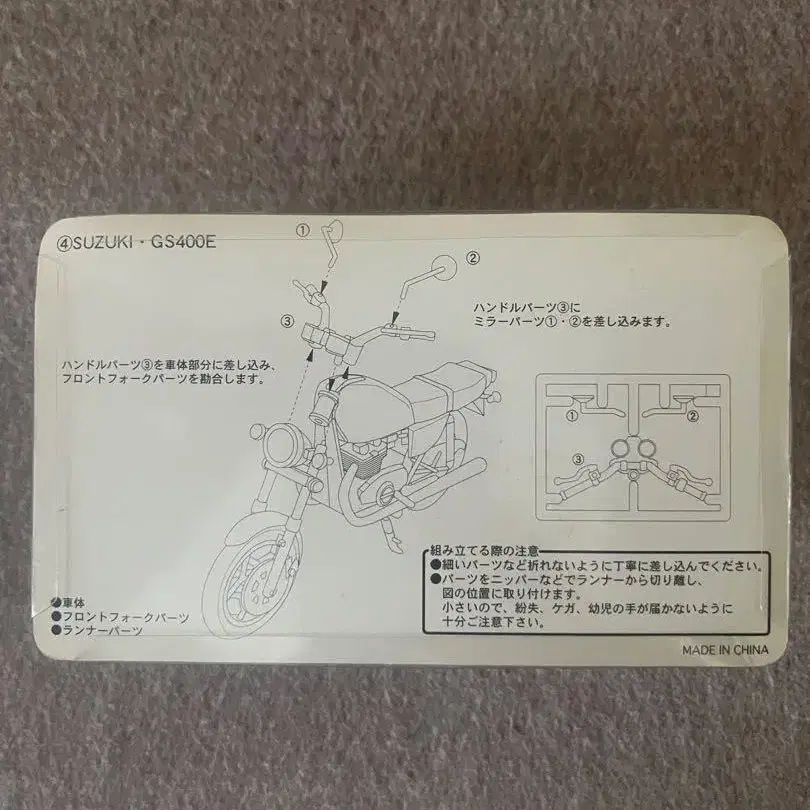 ④SUZUKI・GS400E
①
②
③
ハンドルパーツ③に
ミラーパーツ①・②を差し込みます。
ハンドルパーツ③を車体部分に差し込み、
フロントフォークパーツを勘合します。
①
②
③
組み立てる際の注意
●細いパーツなど折れないように丁寧に差し込んでください。
●パーツをニッパーなどでランナーから切り離し、
図の位置に取り付けます。
小さいので、紛失、ケガ、幼児の手が届かないように
十分ご注意下さい。
●車体
●フロントフォークパーツ
●ランナーパーツ
MADE IN CHINA